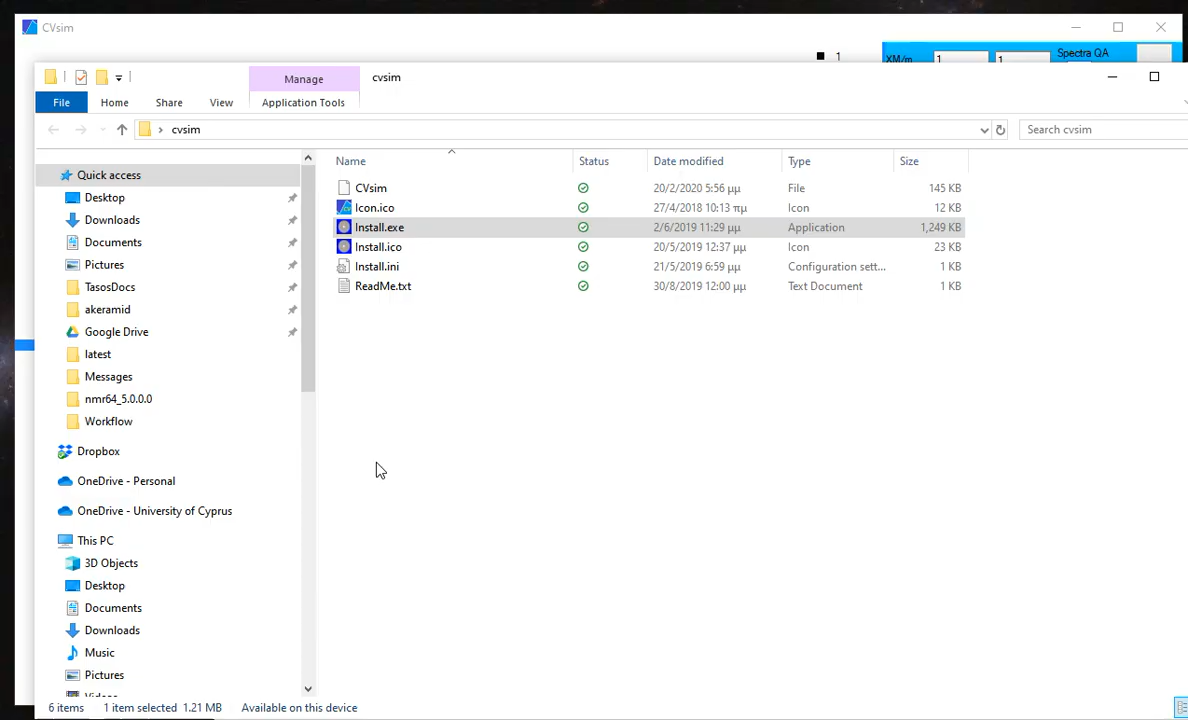 CVsim
1
XM/m
1
1
Spectra QA
Manage
cvsim
File
Home
Share
View
Application Tools
cvsim
Search cvsim
Name
Status
Date modified
Type
Size
Quick access
Desktop
Downloads
Documents
Pictures
TasosDocs
akeramid
Google Drive
latest
Messages
nmr64_5.0.0.0
Workflow
Dropbox
OneDrive - Personal
OneDrive - University of Cyprus
This PC
3D Objects
Desktop
Documents
Downloads
Music
Pictures
Videos
CVsim 20/2/2020 5:56 μμ File 145 KB
Icon.ico 27/4/2018 10:13 πμ Icon 12 KB
Install.exe 2/6/2019 11:29 μμ Application 1,249 KB
Install.ico 20/5/2019 12:37 μμ Icon 23 KB
Install.ini 21/5/2019 6:59 μμ Configuration sett... 1 KB
ReadMe.txt 30/8/2019 12:00 μμ Text Document 1 KB
6 items 1 item selected 1.21 MB Available on this device